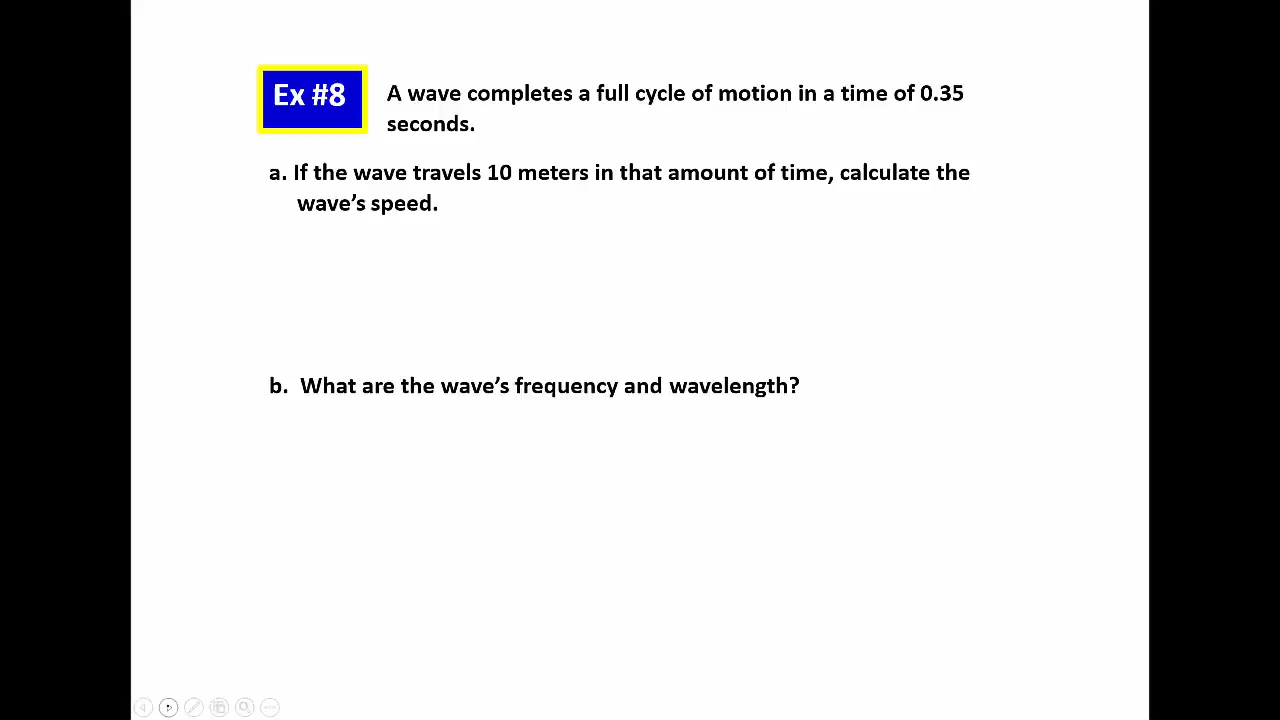 Ex #8
A wave completes a full cycle of motion in a time of 0.35
seconds.
a. If the wave travels 10 meters in that amount of time, calculate the
wave’s speed.
b. What are the wave’s frequency and wavelength?